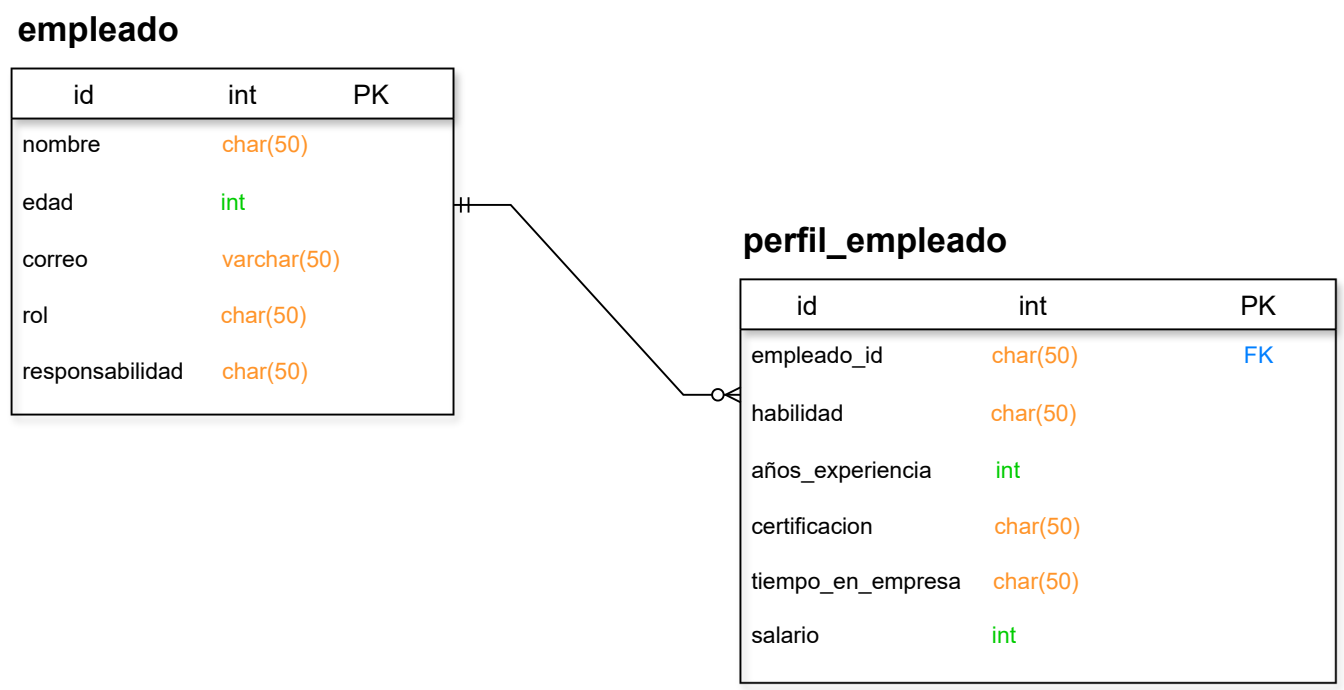 empleado
id int PK
nombre char(50)
edad int
correo varchar(50)
rol char(50)
responsabilidad char(50)
perfil_empleado
id int PK
empleado_id char(50) FK
habilidad char(50)
años_experiencia int
certificacion char(50)
tiempo_en_empresa char(50)
salario int